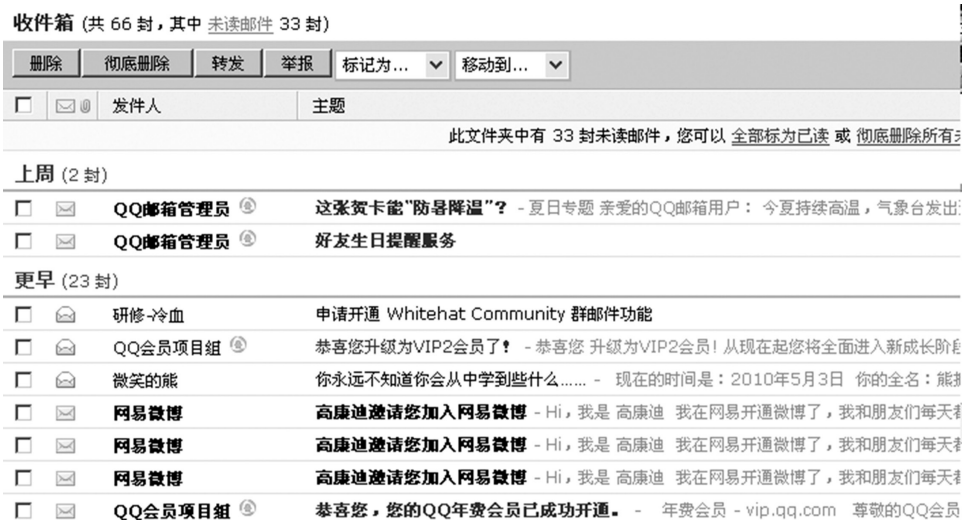 收件箱 (共 66 封，其中 未读邮件 33 封)
删除 彻底删除 转发 举报 标记为... 移动到...
发件人 主题
此文件夹中有 33 封未读邮件，您可以 全部标为已读 或 彻底删除所有
上周 (2 封)
QQ邮箱管理员 这张贺卡能"防暑降温"？ - 夏日专题 亲爱的QQ邮箱用户： 今夏持续高温，气象台发出
QQ邮箱管理员 好友生日提醒服务
更早 (23 封)
研修-冷血 申请开通 Whitehat Community 群邮件功能
QQ会员项目组 恭喜您升级为VIP2会员了！ - 恭喜您 升级为VIP2会员! 从现在起您将全面进入新成长阶段
微笑的熊 你永远不知道你会从中学到些什么...... - 现在的时间是：2010年5月3日 你的全名：熊
网易微博 高康迪邀请您加入网易微博 - Hi，我是 高康迪 我在网易开通微博了，我和朋友们每天都
网易微博 高康迪邀请您加入网易微博 - Hi，我是 高康迪 我在网易开通微博了，我和朋友们每天都
网易微博 高康迪邀请您加入网易微博 - Hi，我是 高康迪 我在网易开通微博了，我和朋友们每天都
QQ会员项目组 恭喜您，您的QQ年费会员已成功开通。 - 年费会员 - vip.qq.com 尊敬的QQ会员